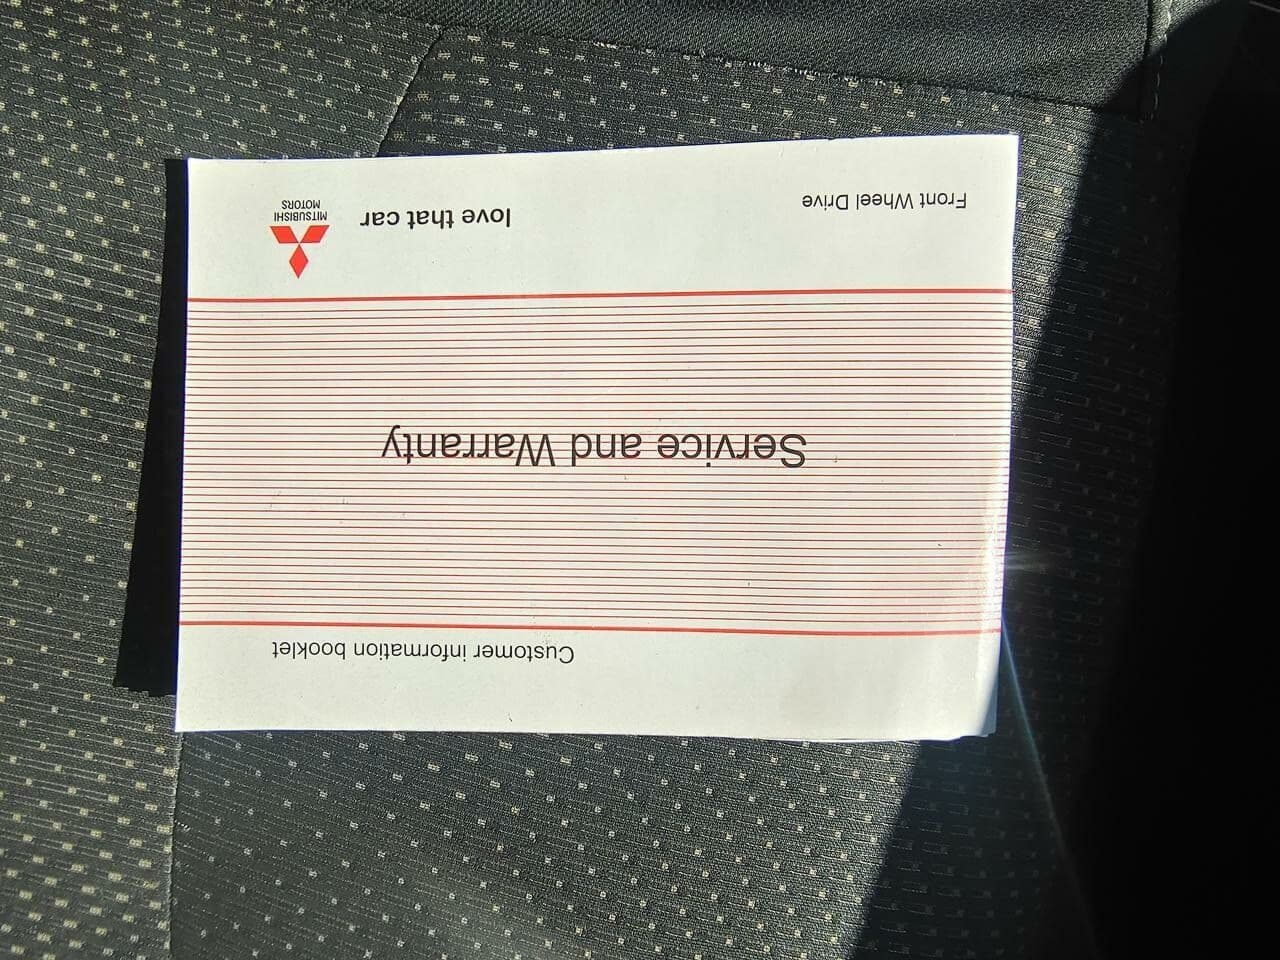 Customer information booklet
Service and Warranty
Front Wheel Drive
love that car
MITSUBISHI
MOTORS